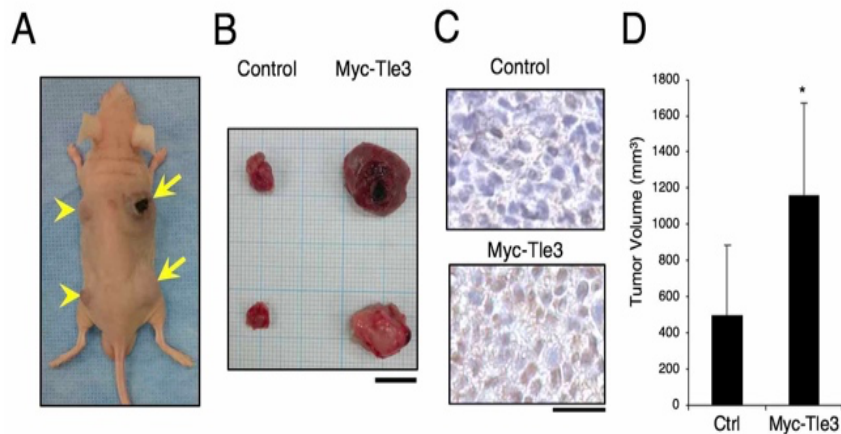 A
B
Control Myc-Tle3
C
Control
Myc-Tle3
D
Tumor Volume (mm³)
1800
1600
1400
1200
1000
800
600
400
200
0
*
Ctrl Myc-Tle3